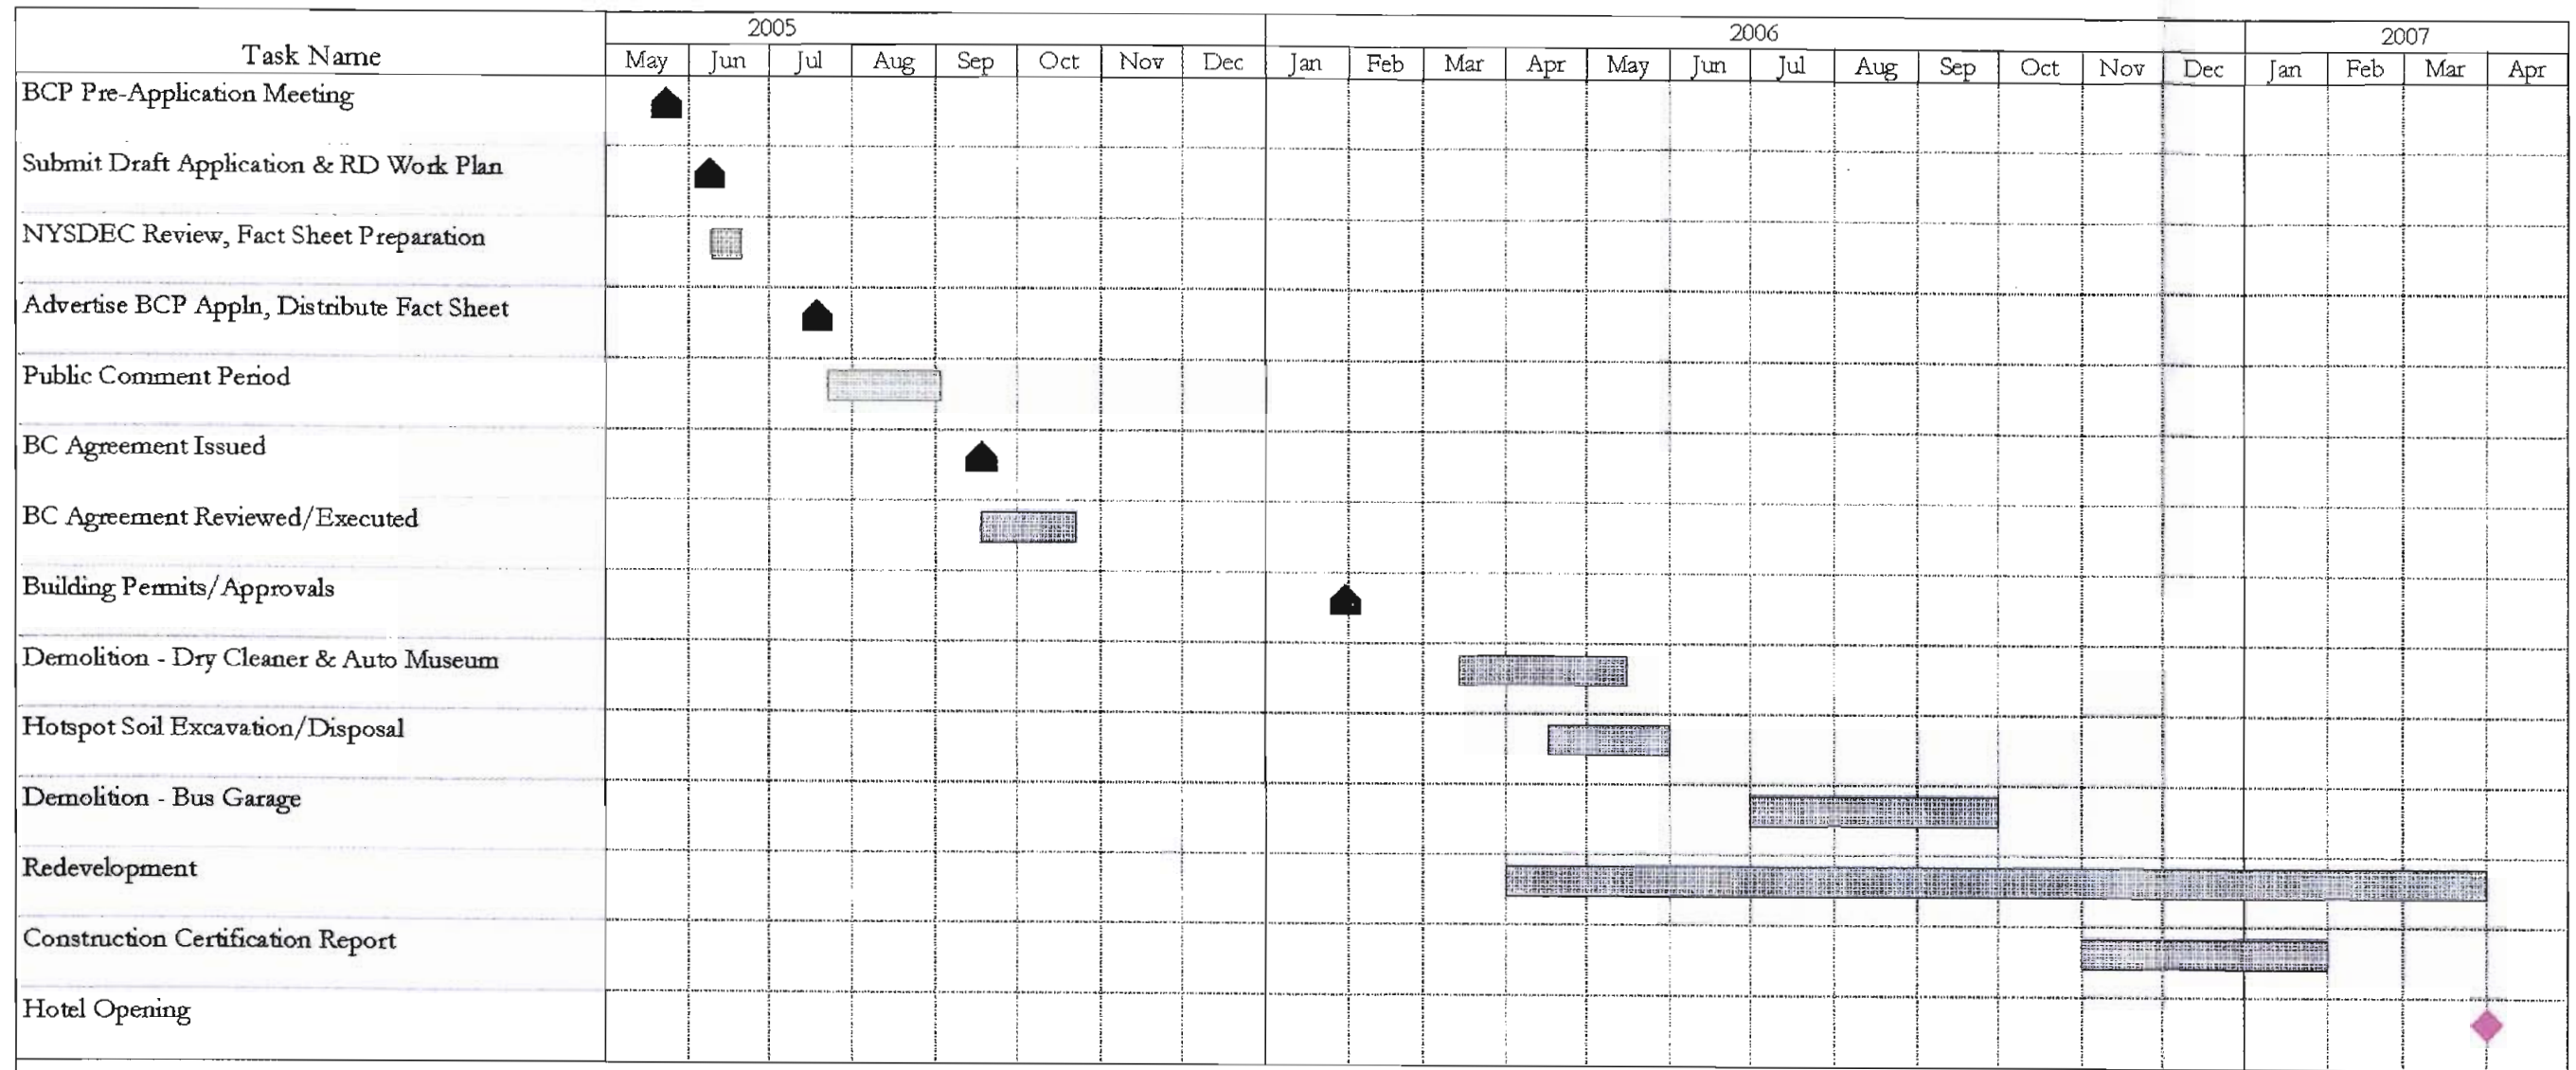 2005 2006 2007
Task Name
May Jun Jul Aug Sep Oct Nov Dec Jan Feb Mar Apr May Jun Jul Aug Sep Oct Nov Dec Jan Feb Mar Apr
BCP Pre-Application Meeting
Submit Draft Application & RD Work Plan
NYSDEC Review, Fact Sheet Preparation
Advertise BCP Appln, Distribute Fact Sheet
Public Comment Period
BC Agreement Issued
BC Agreement Reviewed/Executed
Building Permits/Approvals
Demolition - Dry Cleaner & Auto Museum
Hotspot Soil Excavation/Disposal
Demolition - Bus Garage
Redevelopment
Construction Certification Report
Hotel Opening